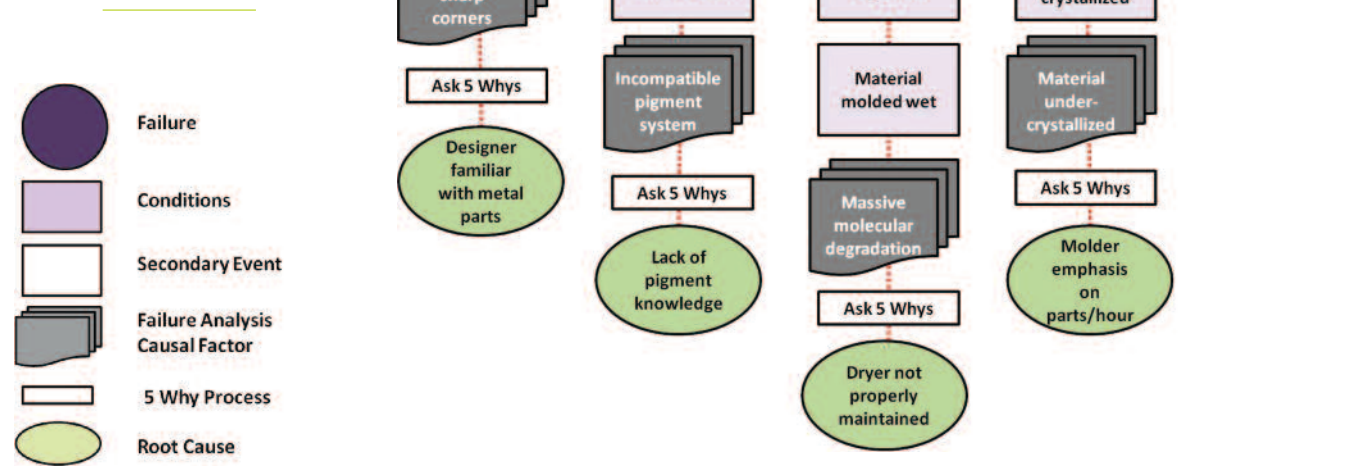 Failure
Conditions
Secondary Event
Failure Analysis
Causal Factor
5 Why Process
Root Cause
sharp
corners
Ask 5 Whys
Designer
familiar
with metal
parts
Incompatible
pigment
system
Ask 5 Whys
Lack of
pigment
knowledge
Material
molded wet
Massive
molecular
degradation
Ask 5 Whys
Dryer not
properly
maintained
crystallized
Material
under-
crystallized
Ask 5 Whys
Molder
emphasis
on
parts/hour